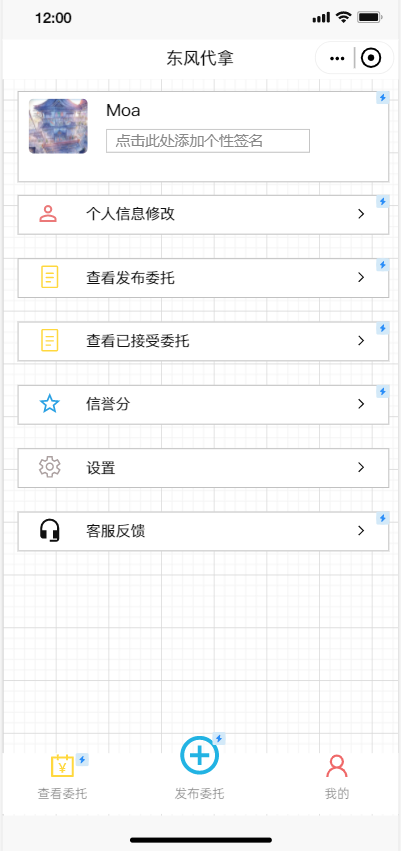 12:00
东风代拿
Moa
点击此处添加个性签名
个人信息修改
查看发布委托
查看已接受委托
信誉分
设置
客服反馈
查看委托
发布委托
我的